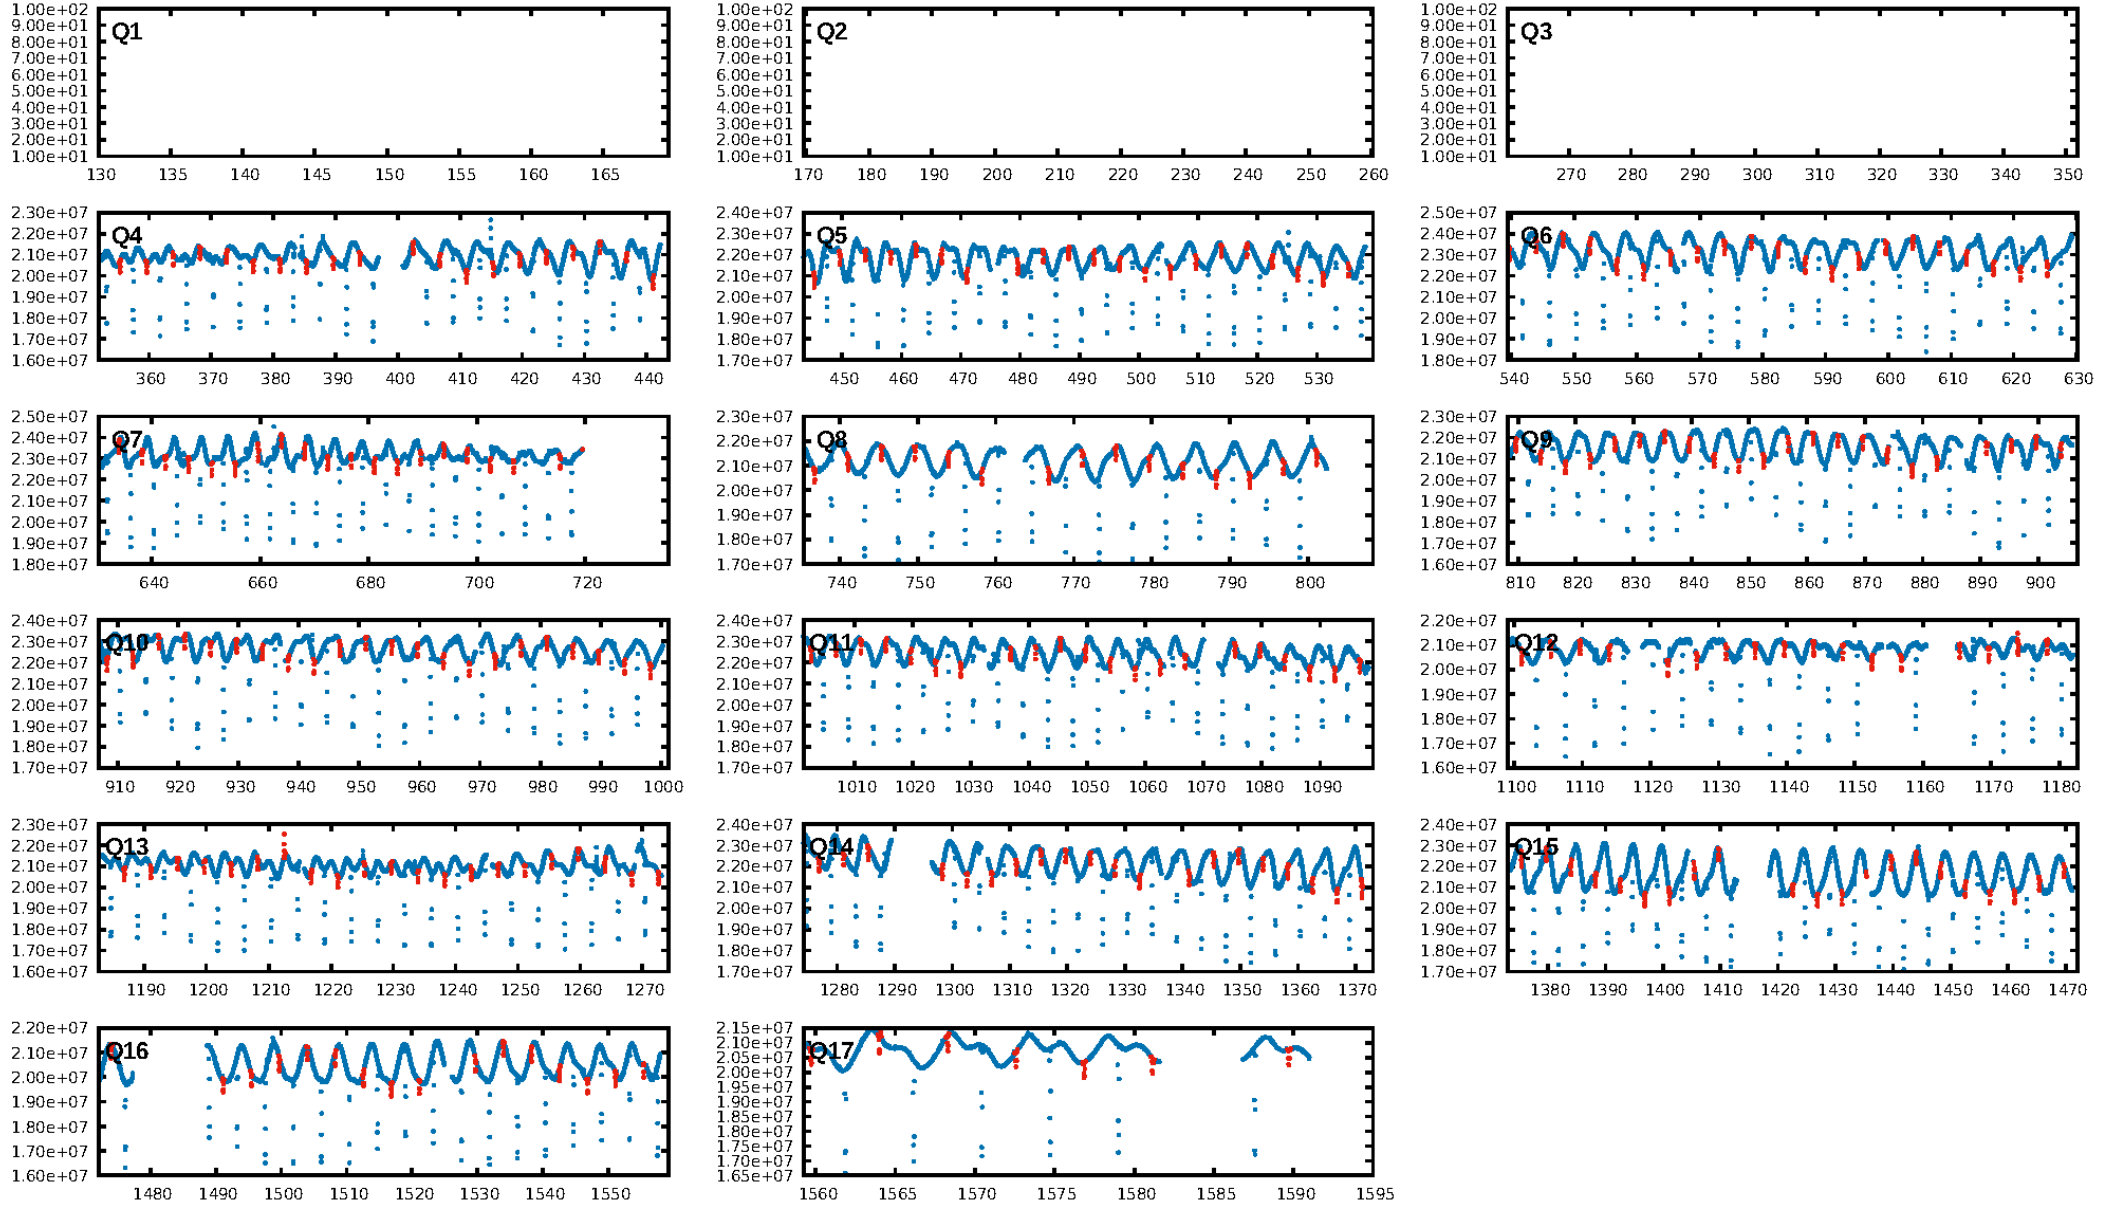 Q1
1.00e+02
9.00e+01
8.00e+01
7.00e+01
6.00e+01
5.00e+01
4.00e+01
3.00e+01
2.00e+01
1.00e+01
130 135 140 145 150 155 160 165
Q2
1.00e+02
9.00e+01
8.00e+01
7.00e+01
6.00e+01
5.00e+01
4.00e+01
3.00e+01
2.00e+01
1.00e+01
170 180 190 200 210 220 230 240 250 260
Q3
1.00e+02
9.00e+01
8.00e+01
7.00e+01
6.00e+01
5.00e+01
4.00e+01
3.00e+01
2.00e+01
1.00e+01
270 280 290 300 310 320 330 340 350
Q4
2.30e+07
2.20e+07
2.10e+07
2.00e+07
1.90e+07
1.80e+07
1.70e+07
1.60e+07
360 370 380 390 400 410 420 430 440
Q5
2.40e+07
2.30e+07
2.20e+07
2.10e+07
2.00e+07
1.90e+07
1.80e+07
1.70e+07
450 460 470 480 490 500 510 520 530
Q6
2.50e+07
2.40e+07
2.30e+07
2.20e+07
2.10e+07
2.00e+07
1.90e+07
1.80e+07
540 550 560 570 580 590 600 610 620 630
Q7
2.50e+07
2.40e+07
2.30e+07
2.20e+07
2.10e+07
2.00e+07
1.90e+07
1.80e+07
640 660 680 700 720
Q8
2.30e+07
2.20e+07
2.10e+07
2.00e+07
1.90e+07
1.80e+07
1.70e+07
740 750 760 770 780 790 800
Q9
2.30e+07
2.20e+07
2.10e+07
2.00e+07
1.90e+07
1.80e+07
1.70e+07
1.60e+07
810 820 830 840 850 860 870 880 890 900
Q10
2.40e+07
2.30e+07
2.20e+07
2.10e+07
2.00e+07
1.90e+07
1.80e+07
1.70e+07
910 920 930 940 950 960 970 980 990 1000
Q11
2.40e+07
2.30e+07
2.20e+07
2.10e+07
2.00e+07
1.90e+07
1.80e+07
1.70e+07
1010 1020 1030 1040 1050 1060 1070 1080 1090
Q12
2.20e+07
2.10e+07
2.00e+07
1.90e+07
1.80e+07
1.70e+07
1.60e+07
1100 1110 1120 1130 1140 1150 1160 1170 1180
Q13
2.30e+07
2.20e+07
2.10e+07
2.00e+07
1.90e+07
1.80e+07
1.70e+07
1.60e+07
1190 1200 1210 1220 1230 1240 1250 1260 1270
Q14
2.40e+07
2.30e+07
2.20e+07
2.10e+07
2.00e+07
1.90e+07
1.80e+07
1.70e+07
1280 1290 1300 1310 1320 1330 1340 1350 1360 1370
Q15
2.40e+07
2.30e+07
2.20e+07
2.10e+07
2.00e+07
1.90e+07
1.80e+07
1.70e+07
1380 1390 1400 1410 1420 1430 1440 1450 1460 1470
Q16
2.20e+07
2.10e+07
2.00e+07
1.90e+07
1.80e+07
1.70e+07
1.60e+07
1480 1490 1500 1510 1520 1530 1540 1550
Q17
2.15e+07
2.10e+07
2.05e+07
2.00e+07
1.95e+07
1.90e+07
1.85e+07
1.80e+07
1.75e+07
1.70e+07
1.65e+07
1560 1565 1570 1575 1580 1585 1590 1595